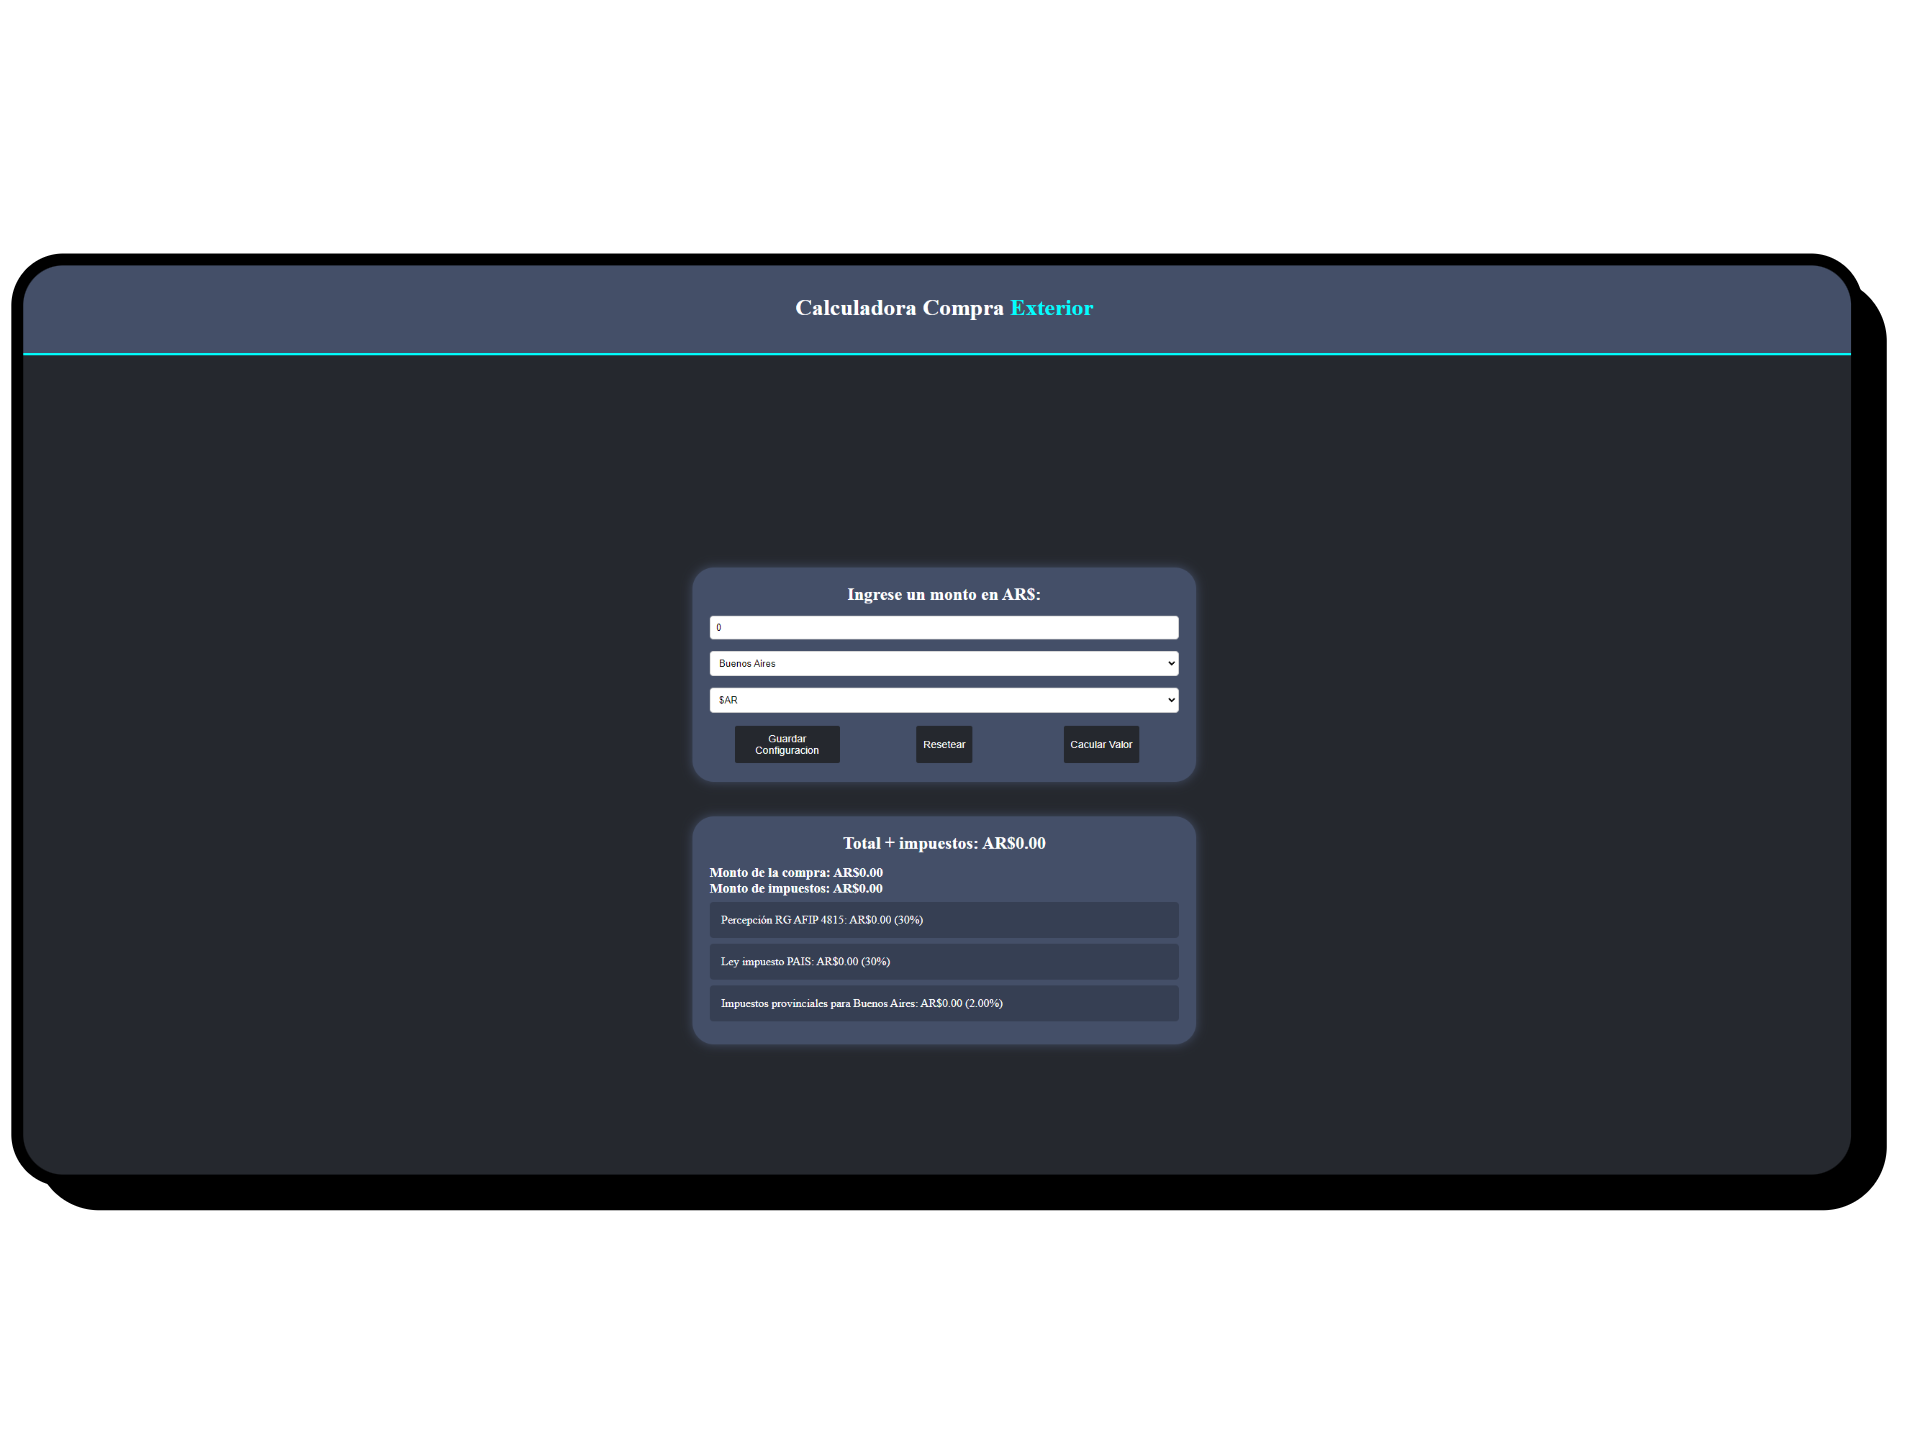 Calculadora Compra Exterior
Ingrese un monto en AR$:
0
Buenos Aires
$AR
Guardar
Configuracion
Resetear
Cacular Valor
Total + impuestos: AR$0.00
Monto de la compra: AR$0.00
Monto de impuestos: AR$0.00
Percepción RG AFIP 4815: AR$0.00 (30%)
Ley impuesto PAIS: AR$0.00 (30%)
Impuestos provinciales para Buenos Aires: AR$0.00 (2.00%)